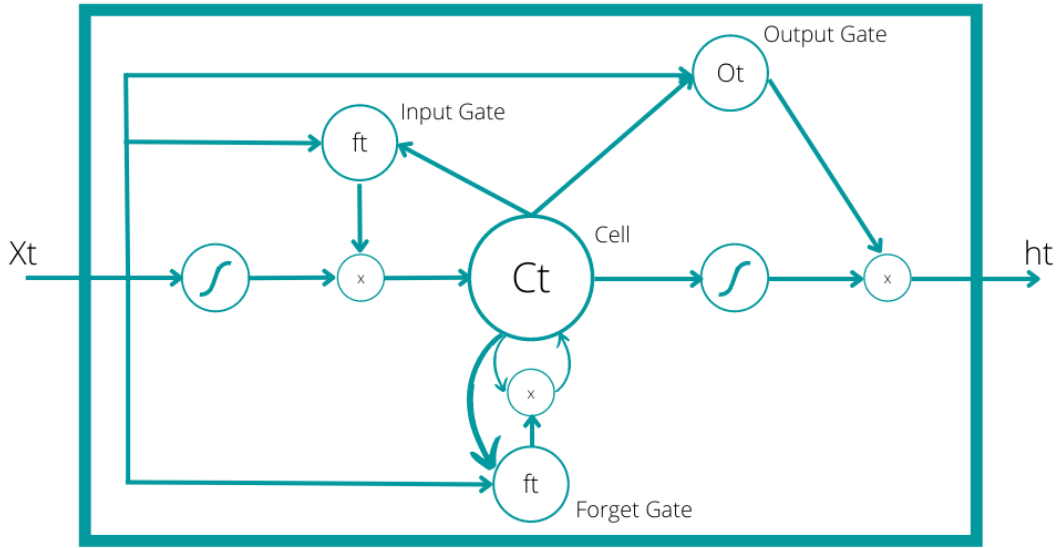 Output Gate
Ot
Input Gate
ft
Xt
x
Ct
Cell
x
ht
x
ft
Forget Gate